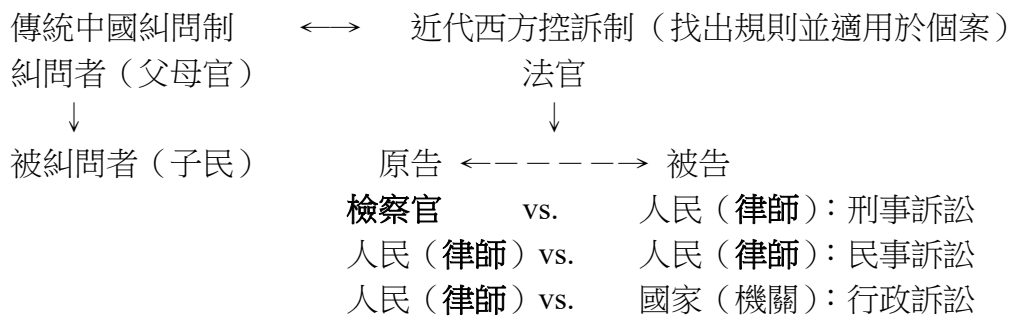 傳統中國糾問制 ←→ 近代西方控訴制（找出規則並適用於個案）
糾問者（父母官） 法官
↓ ↓
被糾問者（子民） 原告 ←－－－－→ 被告
檢察官 vs. 人民（律師）：刑事訴訟
人民（律師）vs. 人民（律師）：民事訴訟
人民（律師）vs. 國家（機關）：行政訴訟